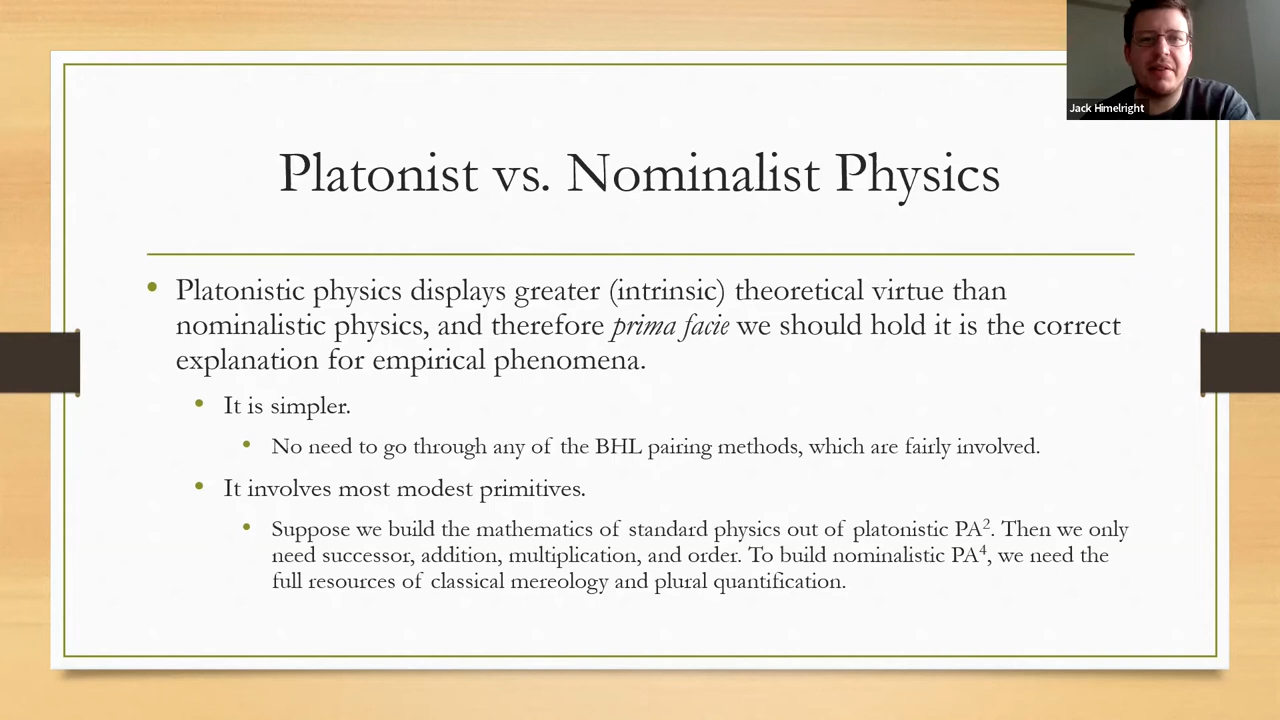 Jack Himelright
Platonist vs. Nominalist Physics
• Platonistic physics displays greater (intrinsic) theoretical virtue than
nominalistic physics, and therefore prima facie we should hold it is the correct
explanation for empirical phenomena.
• It is simpler.
• No need to go through any of the BHL pairing methods, which are fairly involved.
• It involves most modest primitives.
• Suppose we build the mathematics of standard physics out of platonistic PA². Then we only
need successor, addition, multiplication, and order. To build nominalistic PA⁴, we need the
full resources of classical mereology and plural quantification.